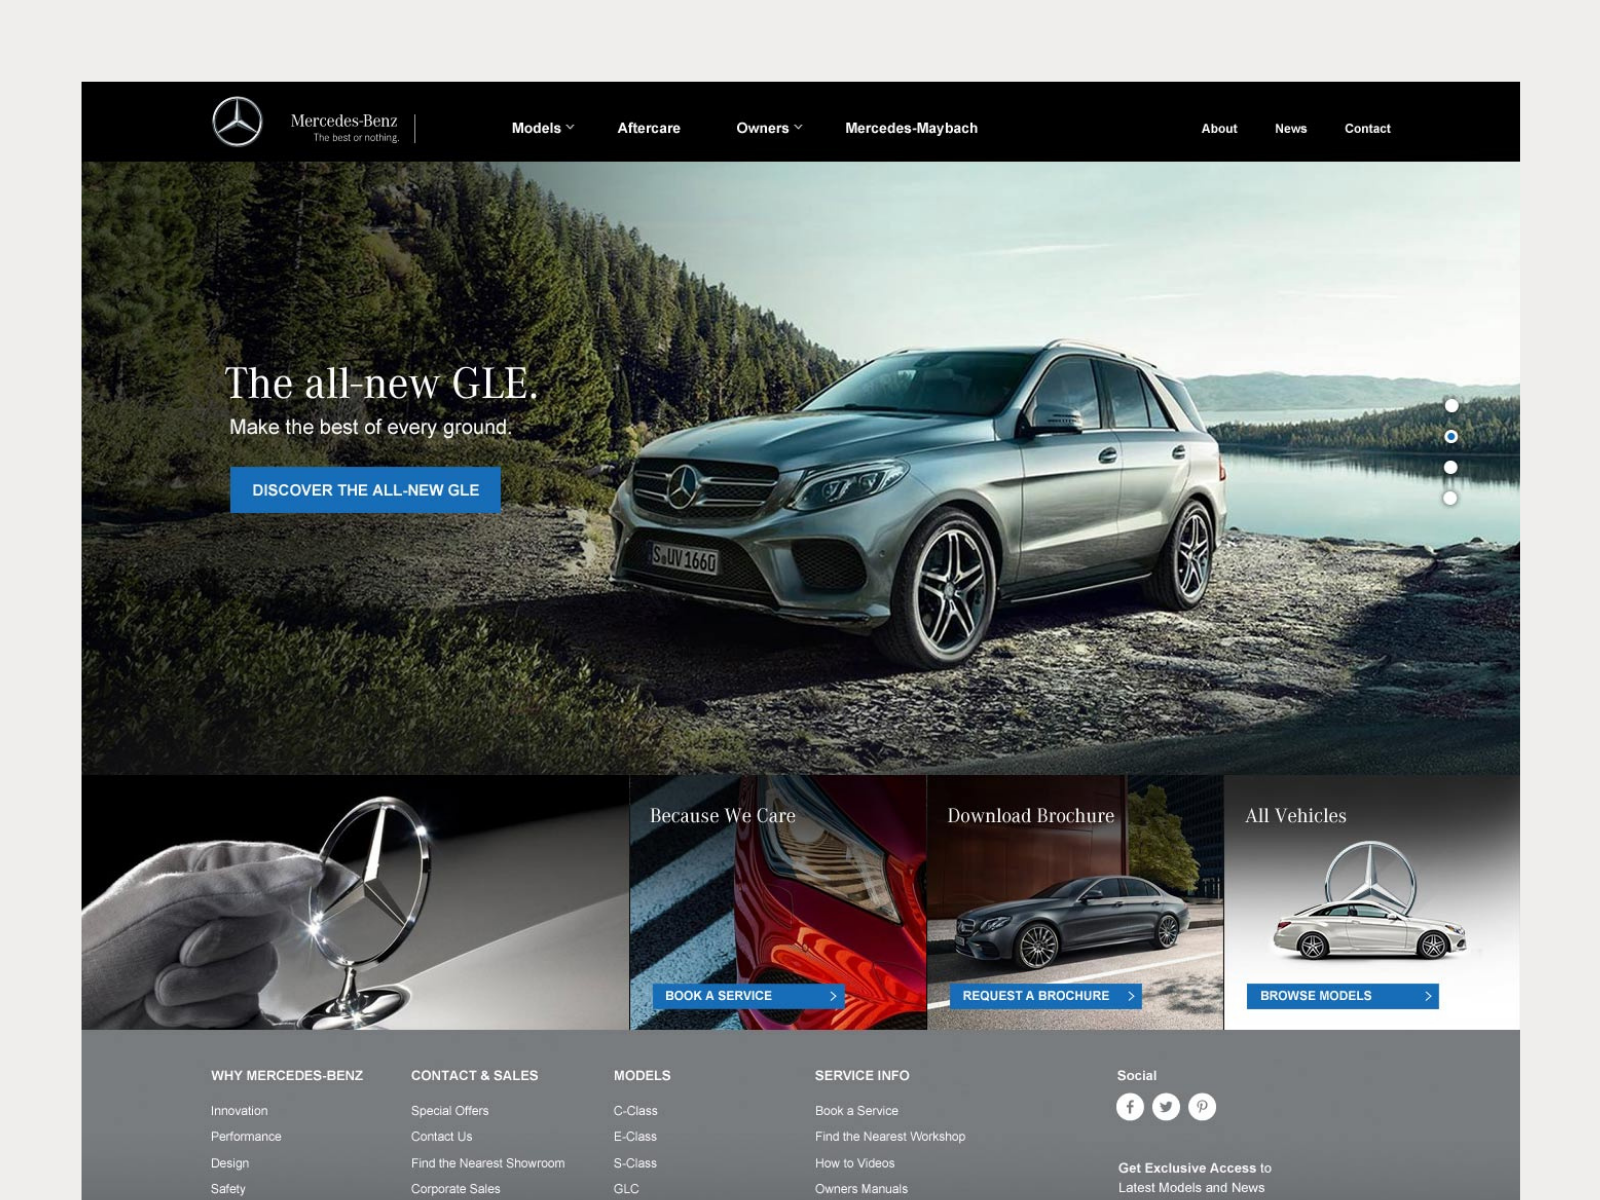 Mercedes-Benz
The best or nothing.
Models
Aftercare
Owners
Mercedes-Maybach
About
News
Contact
The all-new GLE.
Make the best of every ground.
DISCOVER THE ALL-NEW GLE
S UV 1660
Because We Care
BOOK A SERVICE
Download Brochure
REQUEST A BROCHURE
All Vehicles
BROWSE MODELS
WHY MERCEDES-BENZ
Innovation
Performance
Design
Safety
CONTACT & SALES
Special Offers
Contact Us
Find the Nearest Showroom
Corporate Sales
MODELS
C-Class
E-Class
S-Class
GLC
SERVICE INFO
Book a Service
Find the Nearest Workshop
How to Videos
Owners Manuals
Social
Get Exclusive Access to
Latest Models and News